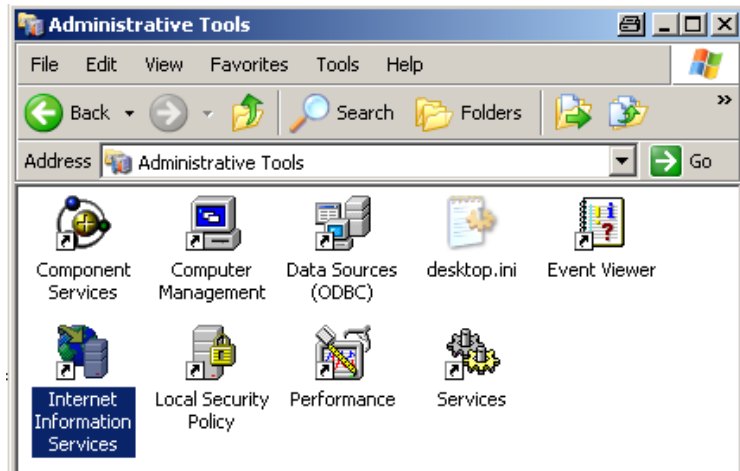 Administrative Tools
File Edit View Favorites Tools Help
Back Search Folders »
Address Administrative Tools Go
Component Computer Data Sources desktop.ini Event Viewer
Services Management (ODBC)
Internet Local Security Performance Services
Information Policy
Services